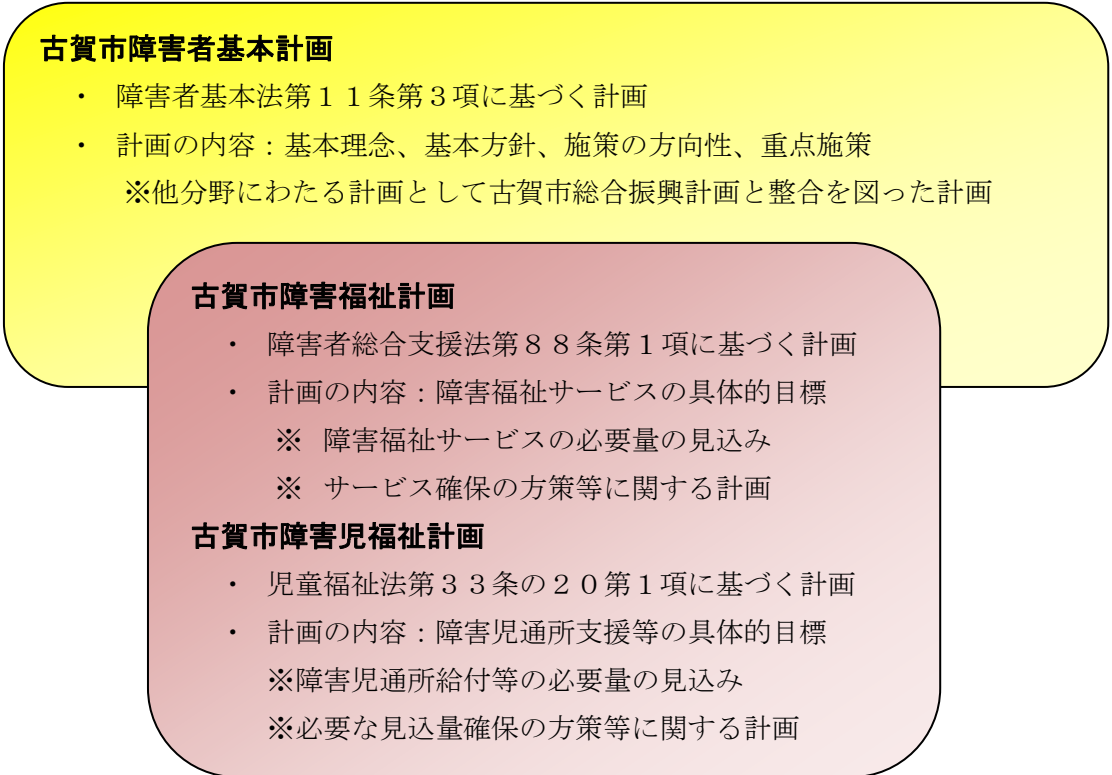 古賀市障害者基本計画
・ 障害者基本法第１１条第３項に基づく計画
・ 計画の内容：基本理念、基本方針、施策の方向性、重点施策
※他分野にわたる計画として古賀市総合振興計画と整合を図った計画
古賀市障害福祉計画
・ 障害者総合支援法第８８条第１項に基づく計画
・ 計画の内容：障害福祉サービスの具体的目標
※ 障害福祉サービスの必要量の見込み
※ サービス確保の方策等に関する計画
古賀市障害児福祉計画
・ 児童福祉法第３３条の２０第１項に基づく計画
・ 計画の内容：障害児通所支援等の具体的目標
※障害児通所給付等の必要量の見込み
※必要な見込量確保の方策等に関する計画